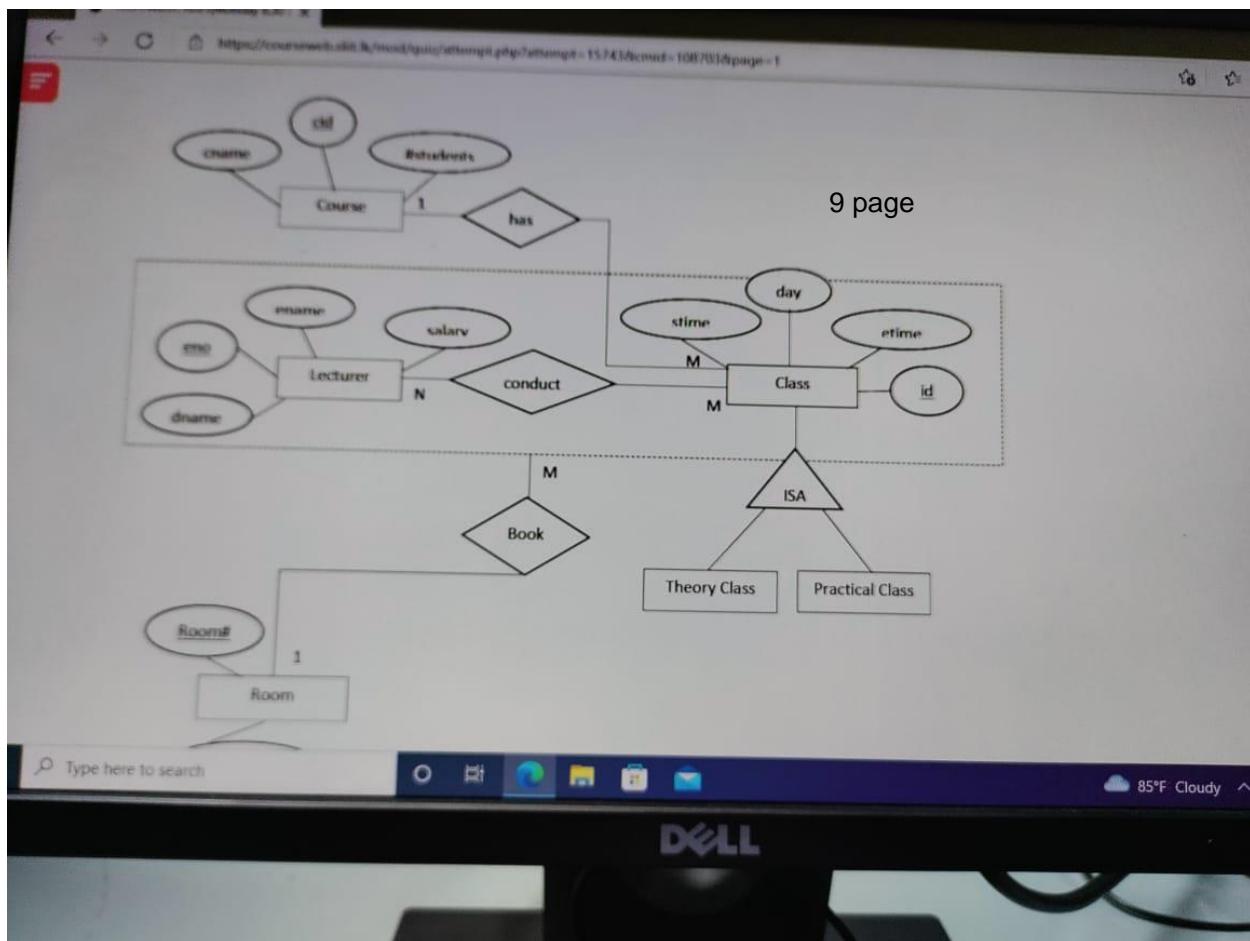 cid
cname
#students
Course
1
has
9 page
day
ename
stime
etime
salary
eno
Lecturer
conduct
M
Class
id
N
M
dname
M
ISA
Book
Theory Class
Practical Class
Room#
1
Room
Type here to search
85°F Cloudy
DELL